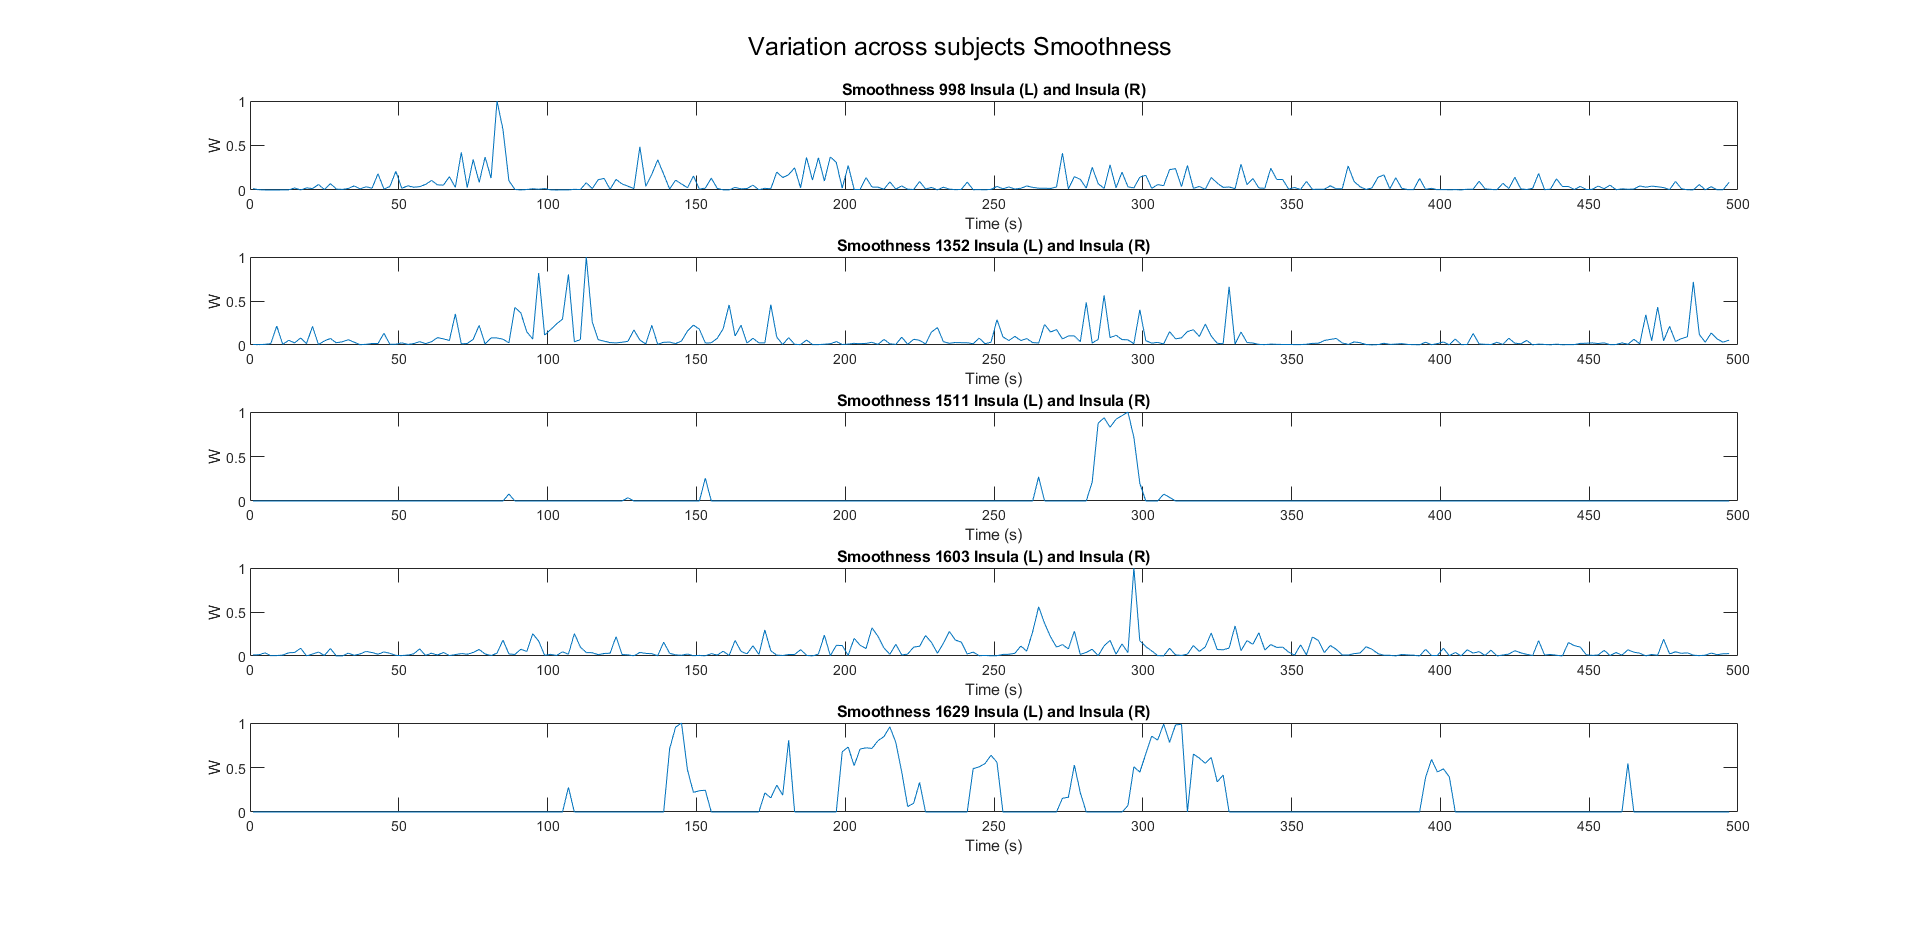 Variation across subjects Smoothness
Smoothness 998 Insula (L) and Insula (R)
1
0.5
0
W
0 50 100 150 200 250 300 350 400 450 500
Time (s)
Smoothness 1352 Insula (L) and Insula (R)
1
0.5
0
W
0 50 100 150 200 250 300 350 400 450 500
Time (s)
Smoothness 1511 Insula (L) and Insula (R)
1
0.5
0
W
0 50 100 150 200 250 300 350 400 450 500
Time (s)
Smoothness 1603 Insula (L) and Insula (R)
1
0.5
0
W
0 50 100 150 200 250 300 350 400 450 500
Time (s)
Smoothness 1629 Insula (L) and Insula (R)
1
0.5
0
W
0 50 100 150 200 250 300 350 400 450 500
Time (s)